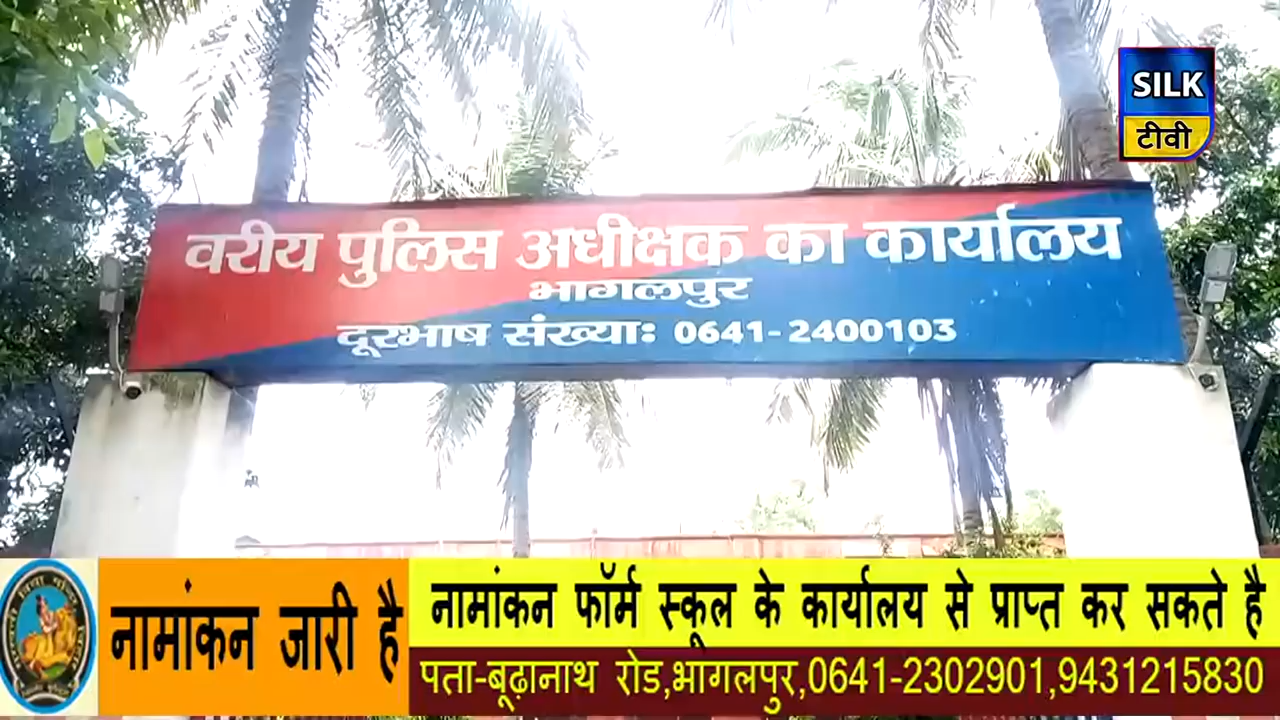 SILK
टीवी
वरीय पुलिस अधीक्षक का कार्यालय
भागलपुर
दूरभाष संख्याः 0641-2400103
नामांकन जारी है
नामांकन फॉर्म स्कूल के कार्यालय से प्राप्त कर सकते है
पता-बूढ़ानाथ रोड,भागलपुर,0641-2302901,9431215830